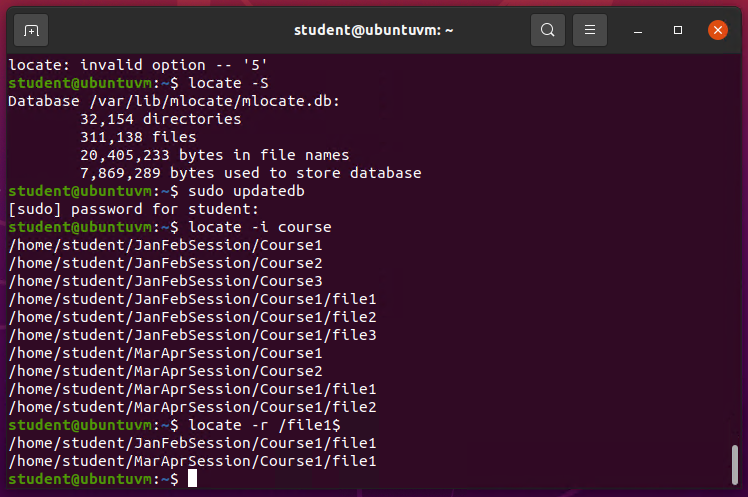 student@ubuntuvm: ~
locate: invalid option -- '5'
student@ubuntuvm:~$ locate -S
Database /var/lib/mlocate/mlocate.db:
        32,154 directories
        311,138 files
        20,405,233 bytes in file names
        7,869,289 bytes used to store database
student@ubuntuvm:~$ sudo updatedb
[sudo] password for student:
student@ubuntuvm:~$ locate -i course
/home/student/JanFebSession/Course1
/home/student/JanFebSession/Course2
/home/student/JanFebSession/Course3
/home/student/JanFebSession/Course1/file1
/home/student/JanFebSession/Course1/file2
/home/student/JanFebSession/Course1/file3
/home/student/MarAprSession/Course1
/home/student/MarAprSession/Course2
/home/student/MarAprSession/Course1/file1
/home/student/MarAprSession/Course1/file2
student@ubuntuvm:~$ locate -r /file1$
/home/student/JanFebSession/Course1/file1
/home/student/MarAprSession/Course1/file1
student@ubuntuvm:~$